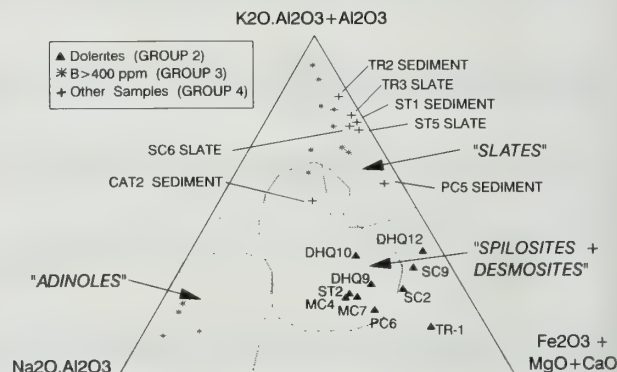 K2O.Al2O3+Al2O3
▲ Dolerites (GROUP 2)
* B>400 ppm (GROUP 3)
+ Other Samples (GROUP 4)
TR2 SEDIMENT
TR3 SLATE
ST1 SEDIMENT
ST5 SLATE
SC6 SLATE
"SLATES"
CAT2 SEDIMENT
PC5 SEDIMENT
DHQ12
DHQ10
"SPILOSITES +
DESMOSITES"
SC9
"ADINOLES"
DHQ9
ST2
SC2
MC4
MC7
PC6
TR-1
Fe2O3 +
MgO+CaO
Na2O.Al2O3